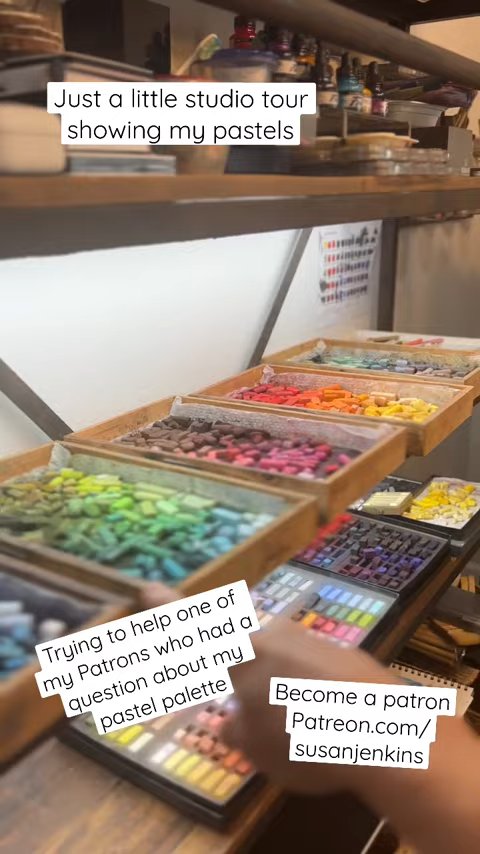 Just a little studio tour
showing my pastels
Trying to help one of
my Patrons who had a
question about my
pastel palette
Become a patron
Patreon.com/
susanjenkins